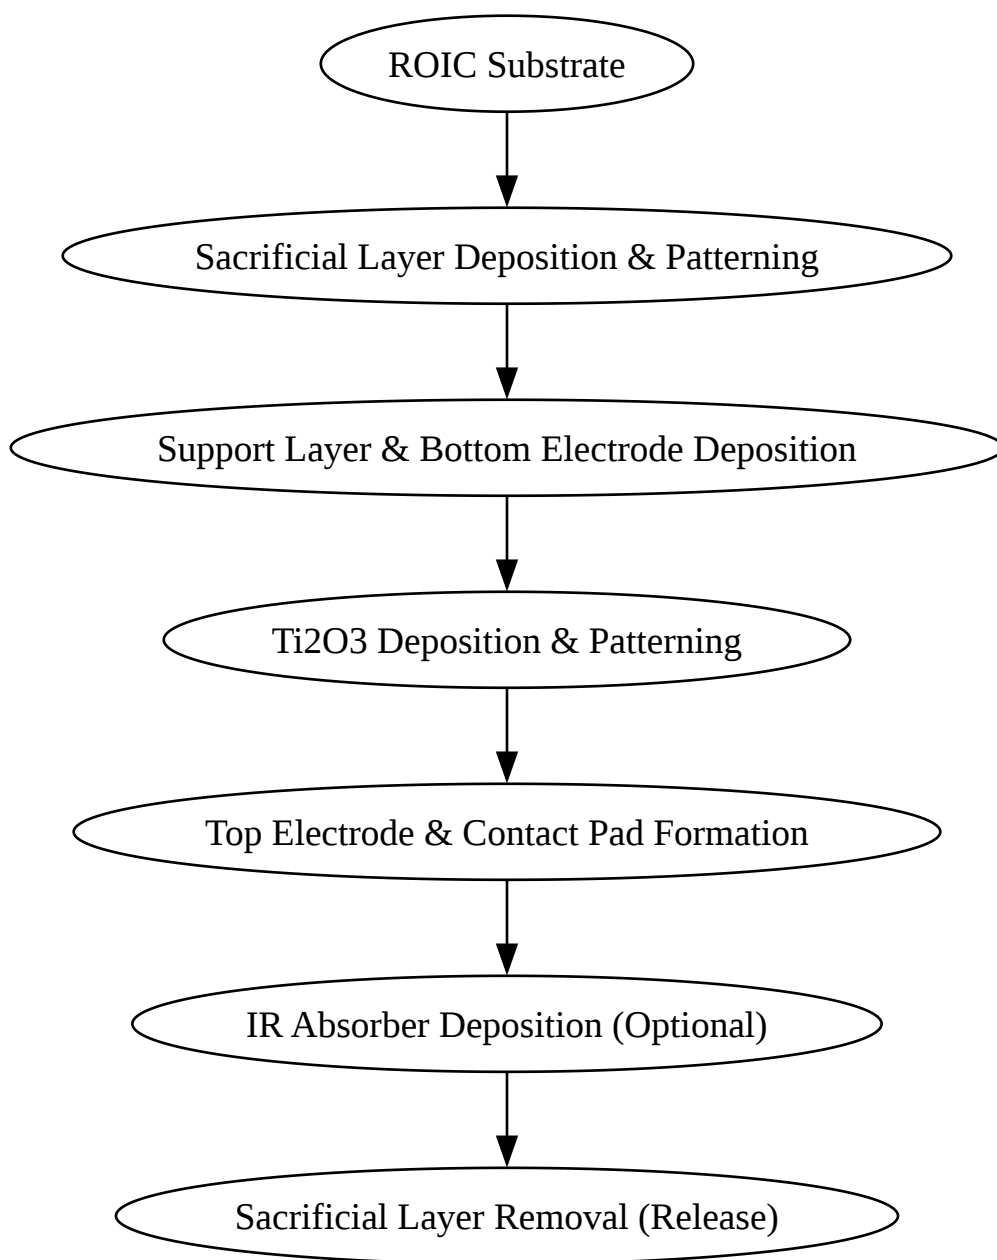 ROIC Substrate
Sacrificial Layer Deposition & Patterning
Support Layer & Bottom Electrode Deposition
Ti2O3 Deposition & Patterning
Top Electrode & Contact Pad Formation
IR Absorber Deposition (Optional)
Sacrificial Layer Removal (Release)